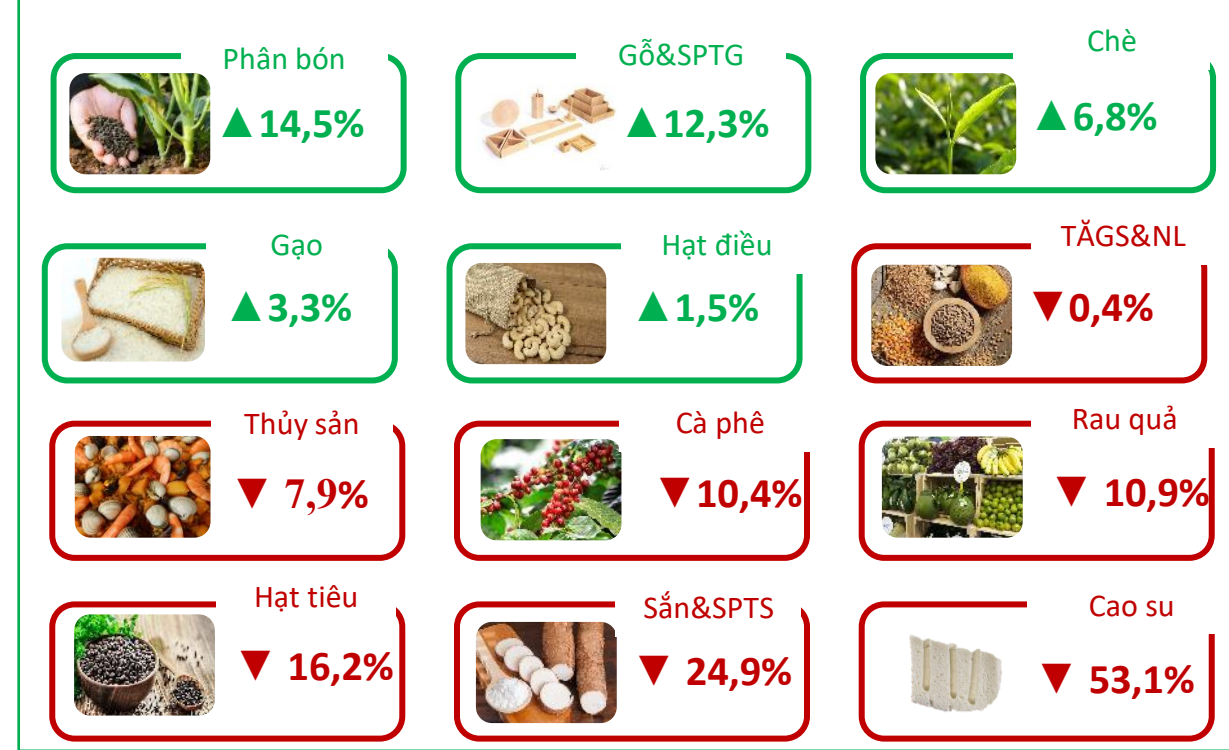 Phân bón
▲14,5%
Gỗ&SPTG
▲12,3%
Chè
▲6,8%
Gạo
▲3,3%
Hạt điều
▲1,5%
TĂGS&NL
▼0,4%
Thủy sản
▼ 7,9%
Cà phê
▼10,4%
Rau quả
▼ 10,9%
Hạt tiêu
▼ 16,2%
Sắn&SPTS
▼ 24,9%
Cao su
▼ 53,1%